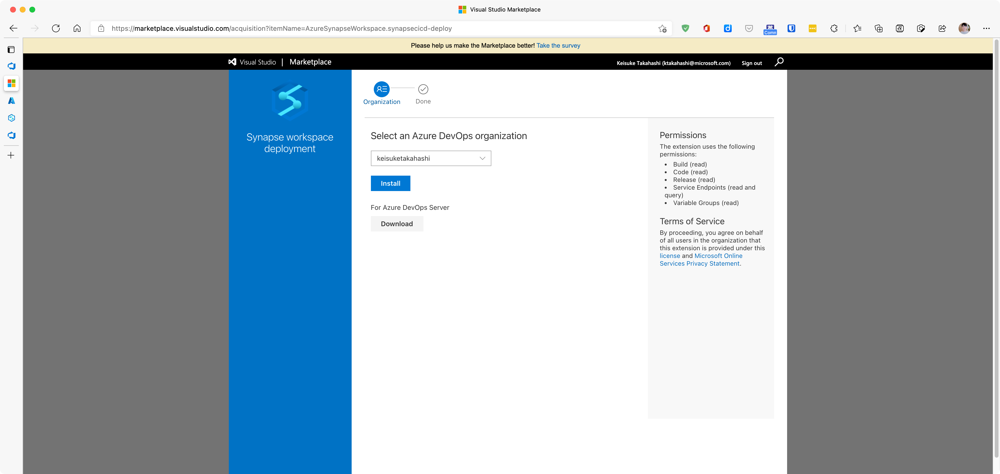 Visual Studio Marketplace
https://marketplace.visualstudio.com/acquisition?itemName=AzureSynapseWorkspace.synapsecicd-deploy
英
Comn
Please help us make the Marketplace better! Take the survey
Visual Studio | Marketplace
Keisuke Takahashi (ktakahashi@microsoft.com)
Sign out
Organization
Done
Synapse workspace
deployment
Select an Azure DevOps organization
keisuketakahashi
Install
For Azure DevOps Server
Download
Permissions
The extension uses the following
permissions:
• Build (read)
• Code (read)
• Release (read)
• Service Endpoints (read and
query)
• Variable Groups (read)
Terms of Service
By proceeding, you agree on behalf
of all users in the organization that
this extension is provided under this
license and Microsoft Online
Services Privacy Statement.